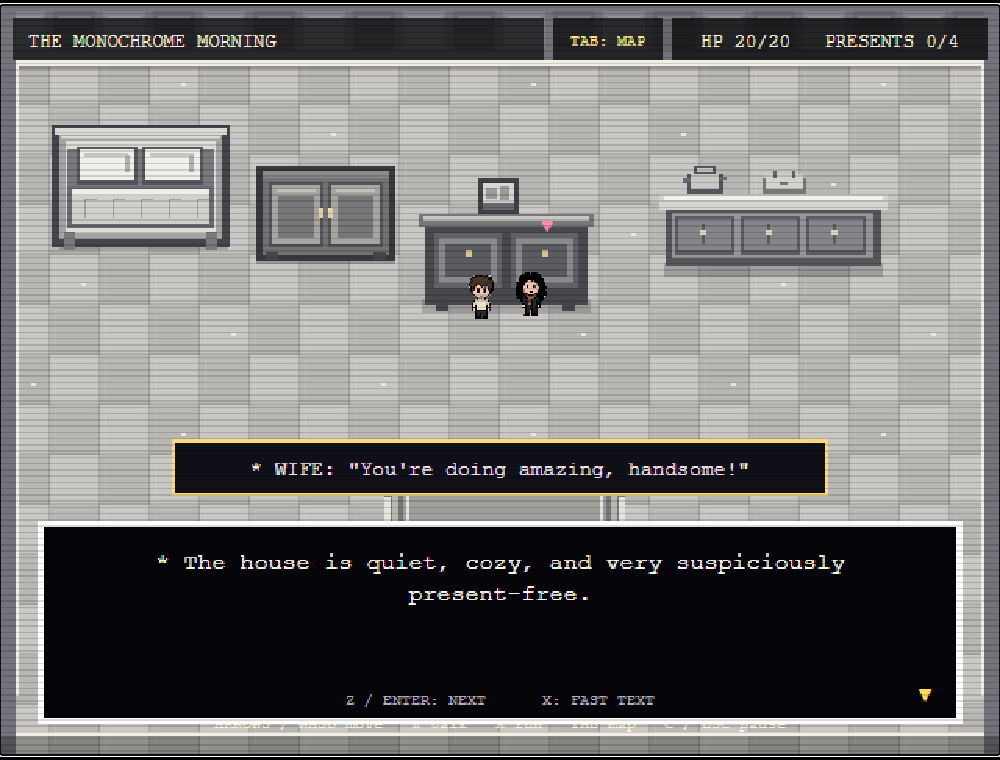 THE MONOCHROME MORNING
TAB: MAP
HP 20/20 PRESENTS 0/4
* WIFE: "You're doing amazing, handsome!"
* The house is quiet, cozy, and very suspiciously
present-free.
Z / ENTER: NEXT X: FAST TEXT